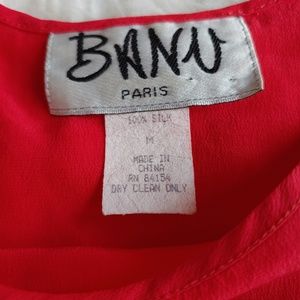 BANU
PARIS
100% SILK
M
MADE IN
CHINA
RN 84154
DRY CLEAN ONLY